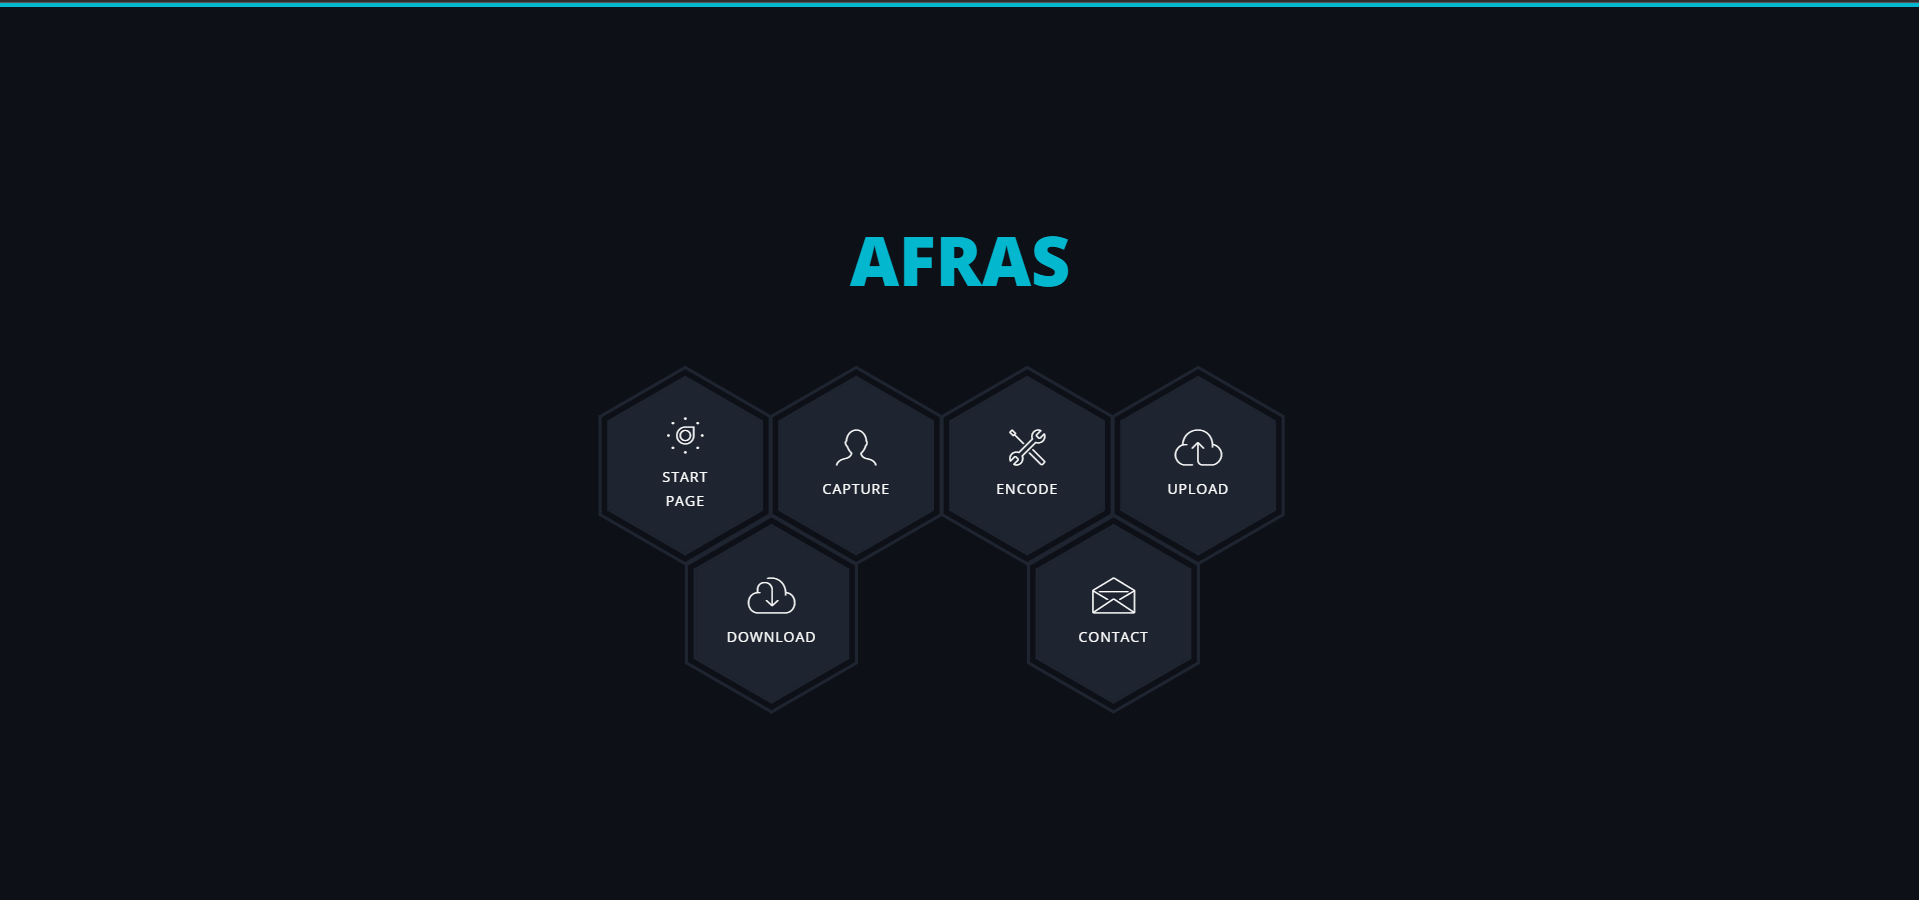 AFRAS
START
PAGE
CAPTURE
ENCODE
UPLOAD
DOWNLOAD
CONTACT